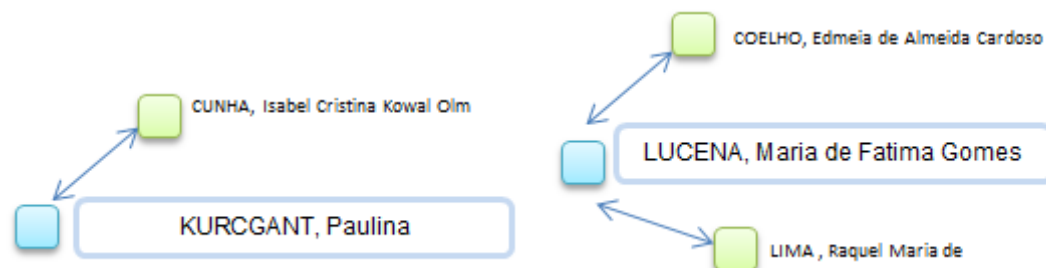 COELHO, Edmeia de Almeida Cardoso
CUNHA, Isabel Cristina Kowal Olm
LUCENA, Maria de Fatima Gomes
KURCGANT, Paulina
LIMA , Raquel Maria de